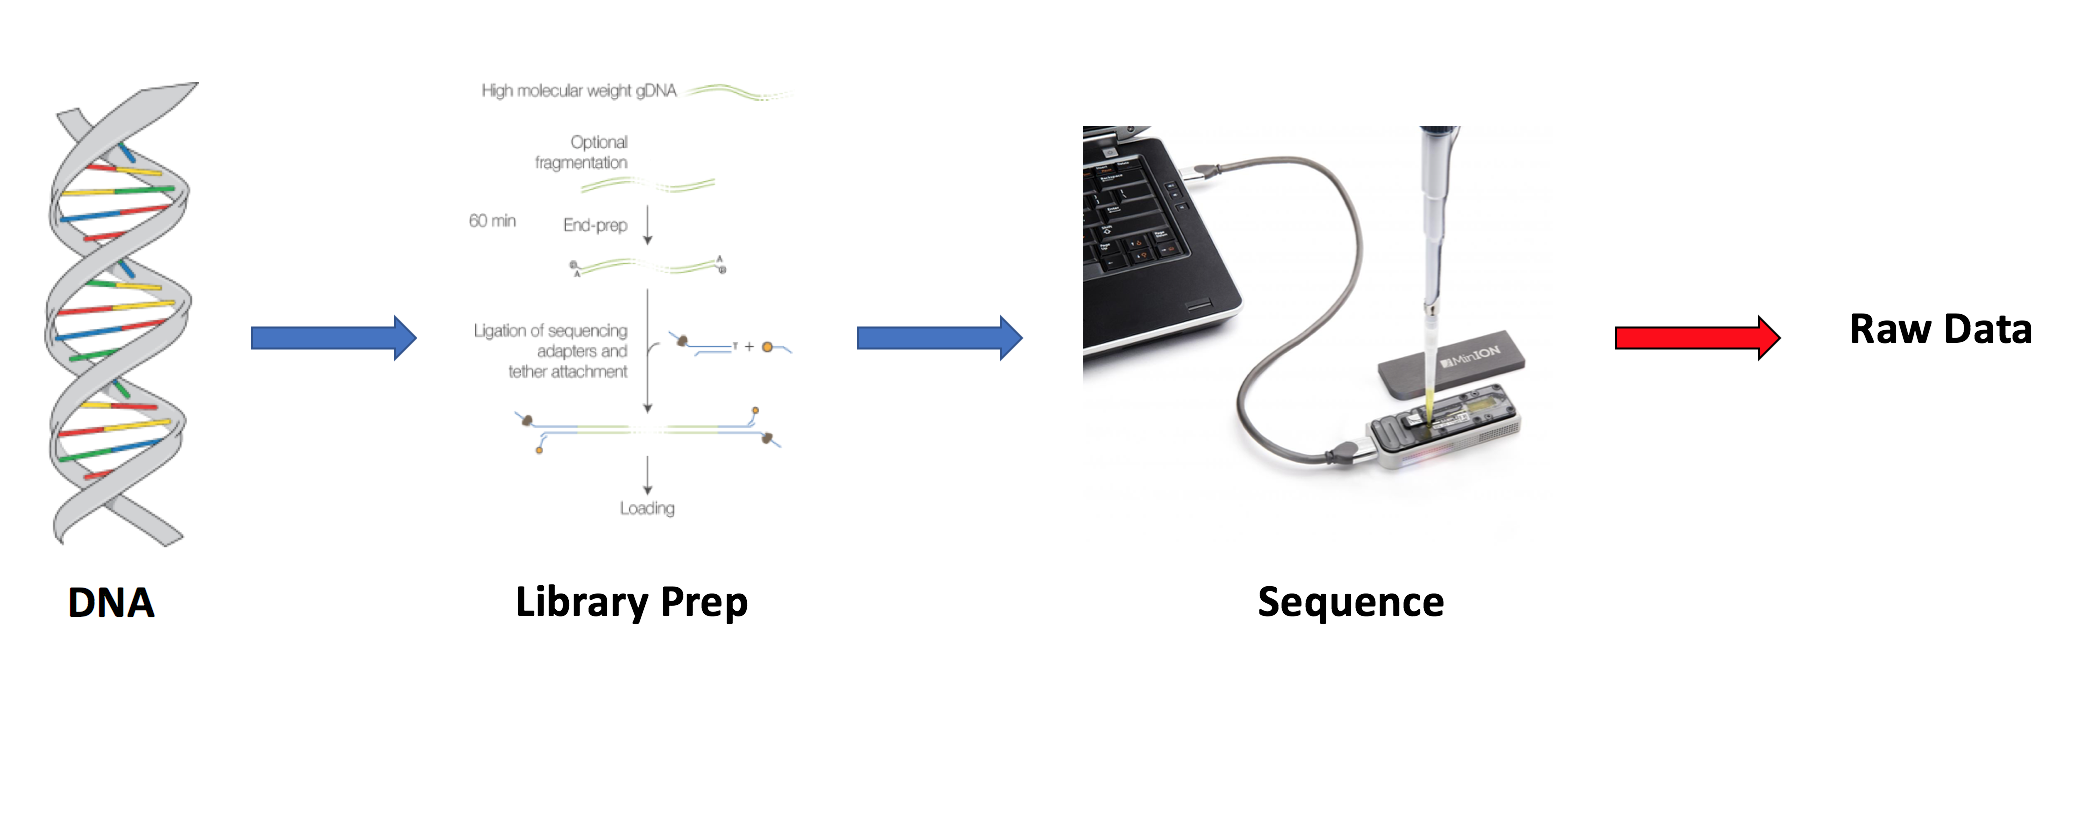 High molecular weight gDNA
Optional
fragmentation
60 min
End-prep
A
A
Ligation of sequencing
adapters and
tether attachment
T +
Loading
MinION
Raw Data
DNA
Library Prep
Sequence